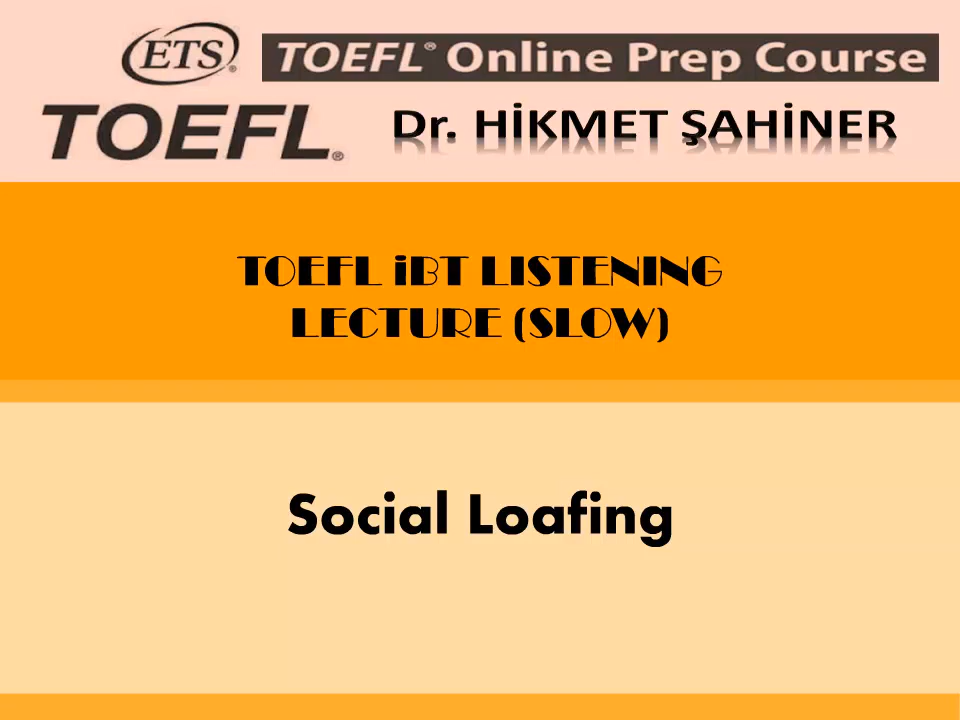 ETS®
TOEFL® Online Prep Course
TOEFL®
Dr. HİKMET ŞAHİNER
TOEFL iBT LISTENING
LECTURE (SLOW)
Social Loafing